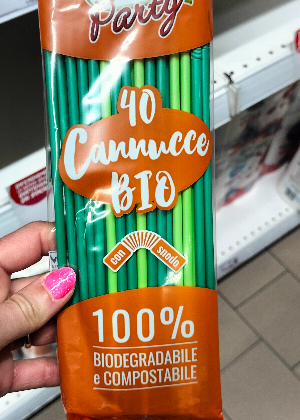 Party
40
Cannucce
BIO
con snodo
100%
BIODEGRADABILE
e COMPOSTABILE